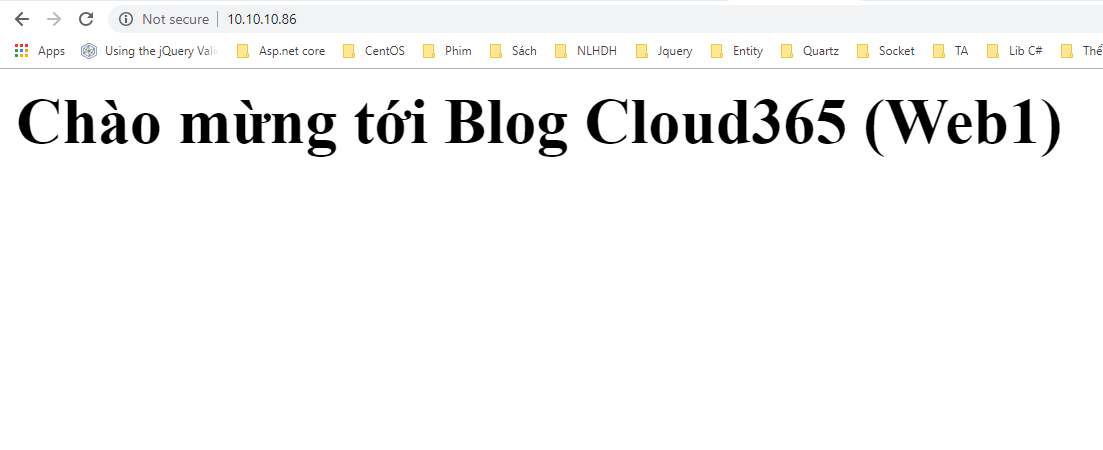 Not secure 10.10.10.86
Apps Using the jQuery Vali Asp.net core CentOS Phim Sách NLHDH Jquery Entity Quartz Socket TA Lib C# Thể
Chào mừng tới Blog Cloud365 (Web1)